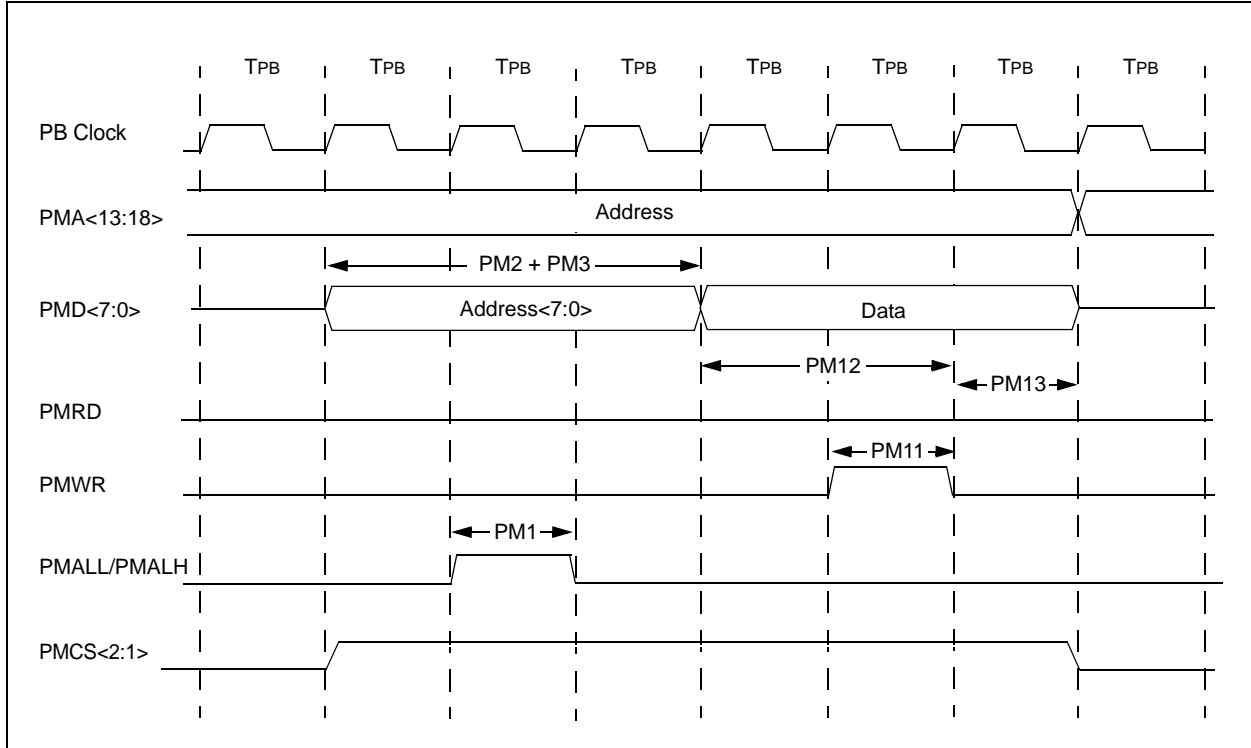 TPB TPB TPB TPB TPB TPB TPB TPB
PB Clock
PMA<13:18>
Address
PM2 + PM3
PMD<7:0>
Address<7:0>
Data
PM12
PM13
PMRD
PM11
PMWR
PM1
PMALL/PMALH
PMCS<2:1>